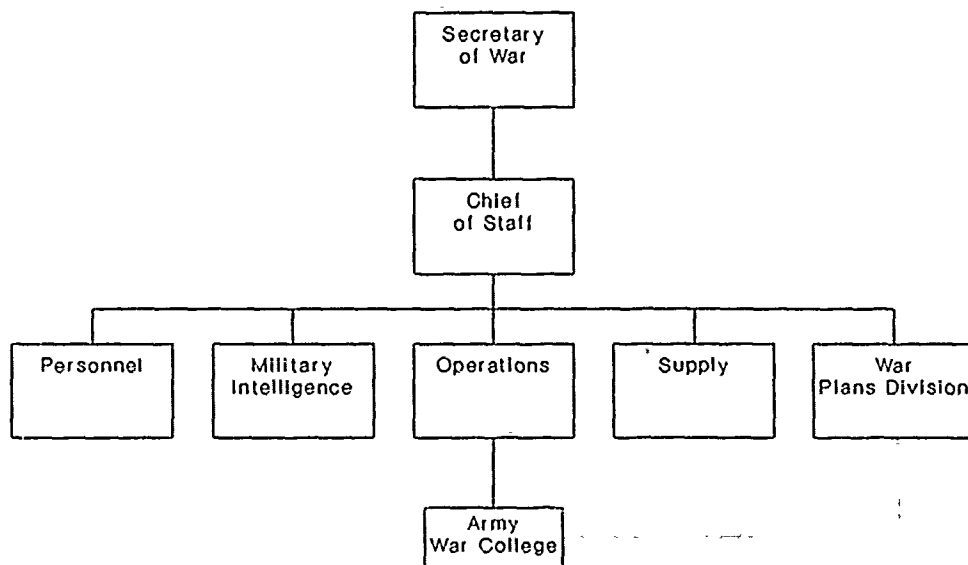 Secretary
of War
Chief
of Staff
Personnel
Military
Intelligence
Operations
Supply
War
Plans Division
Army
War College